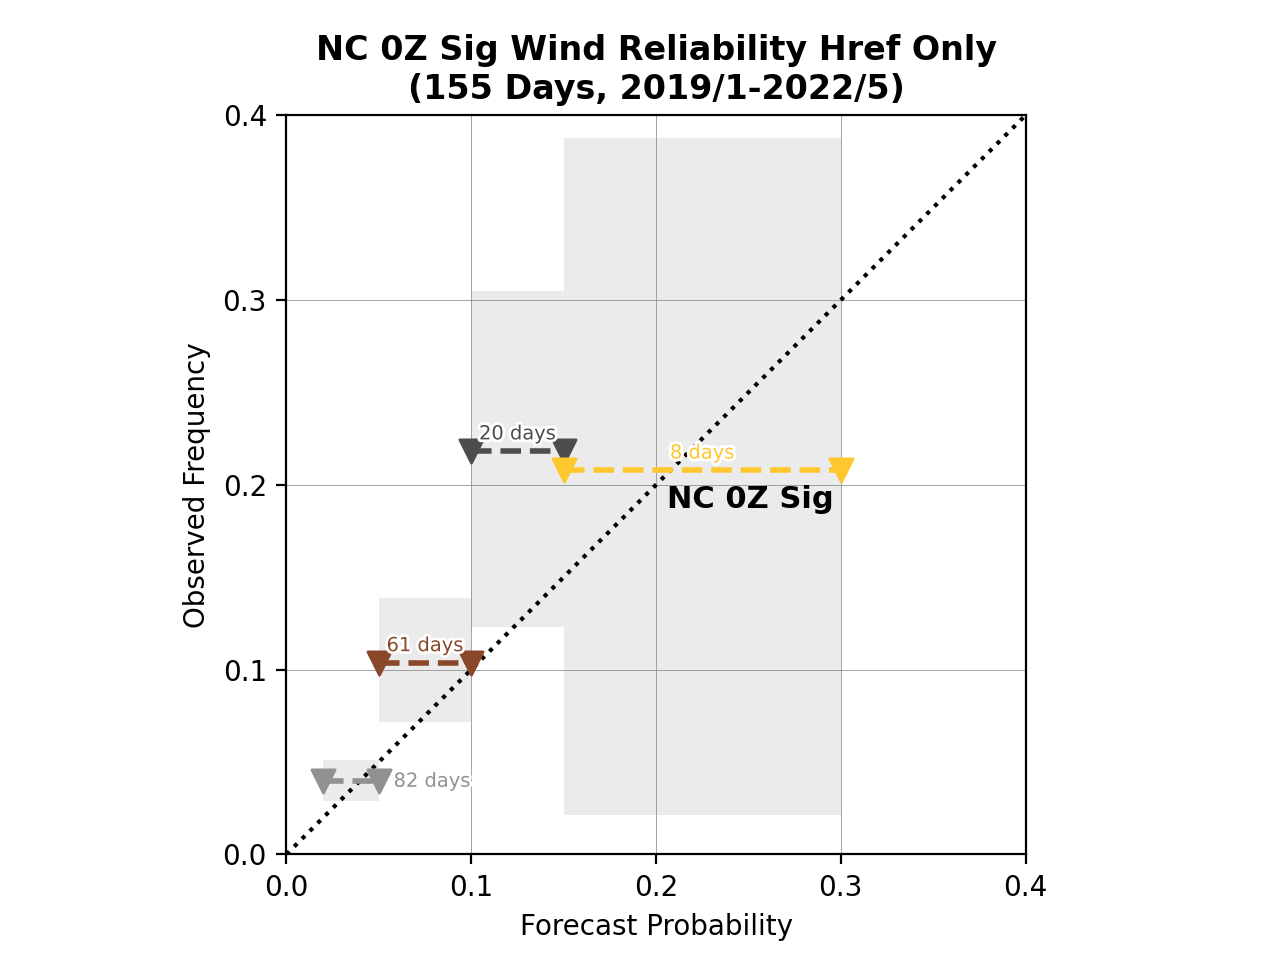 NC 0Z Sig Wind Reliability Href Only
(155 Days, 2019/1-2022/5)
0.4
0.3
0.2
0.1
0.0
Observed Frequency
20 days
8 days
NC 0Z Sig
61 days
82 days
0.0 0.1 0.2 0.3 0.4
Forecast Probability